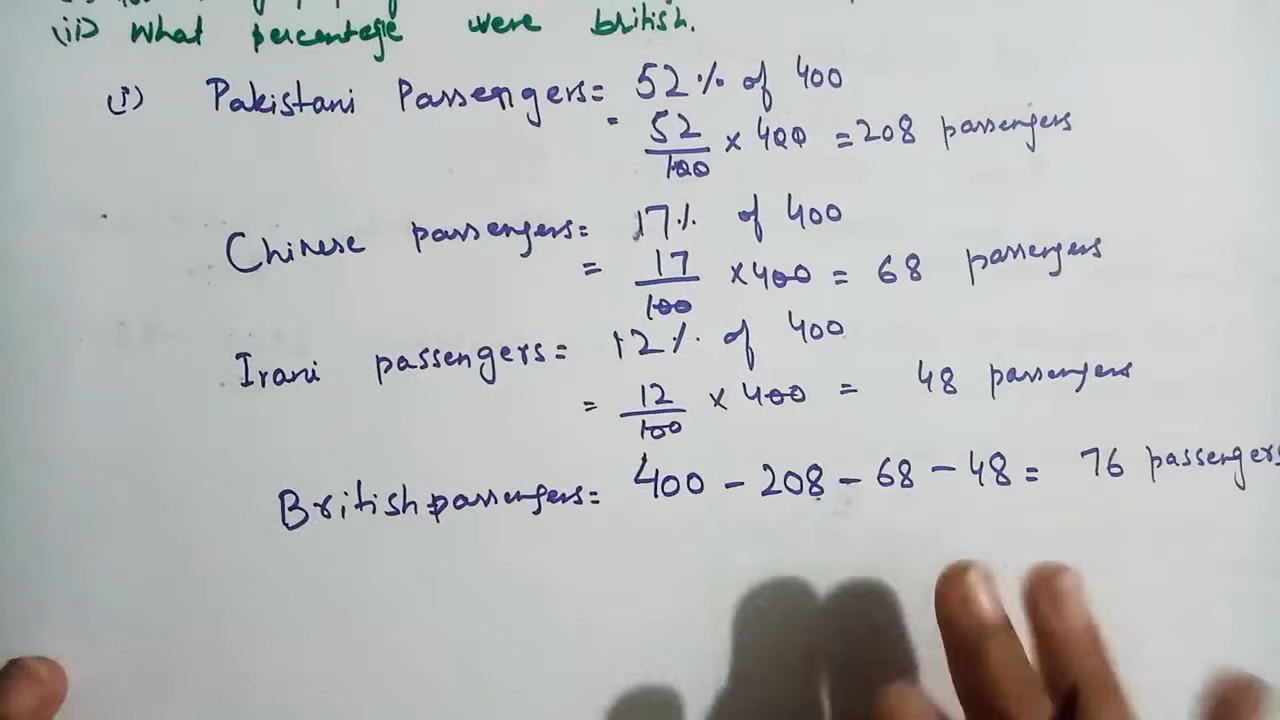 (ii) What percentage were british.
(i) Pakistani Passengers = 52% of 400
= 52/100 × 400 = 208 passengers
Chinese passengers = 17% of 400
= 17/100 × 400 = 68 passengers
Irani passengers = 12% of 400
= 12/100 × 400 = 48 passengers
British passengers = 400 - 208 - 68 - 48 = 76 passengers